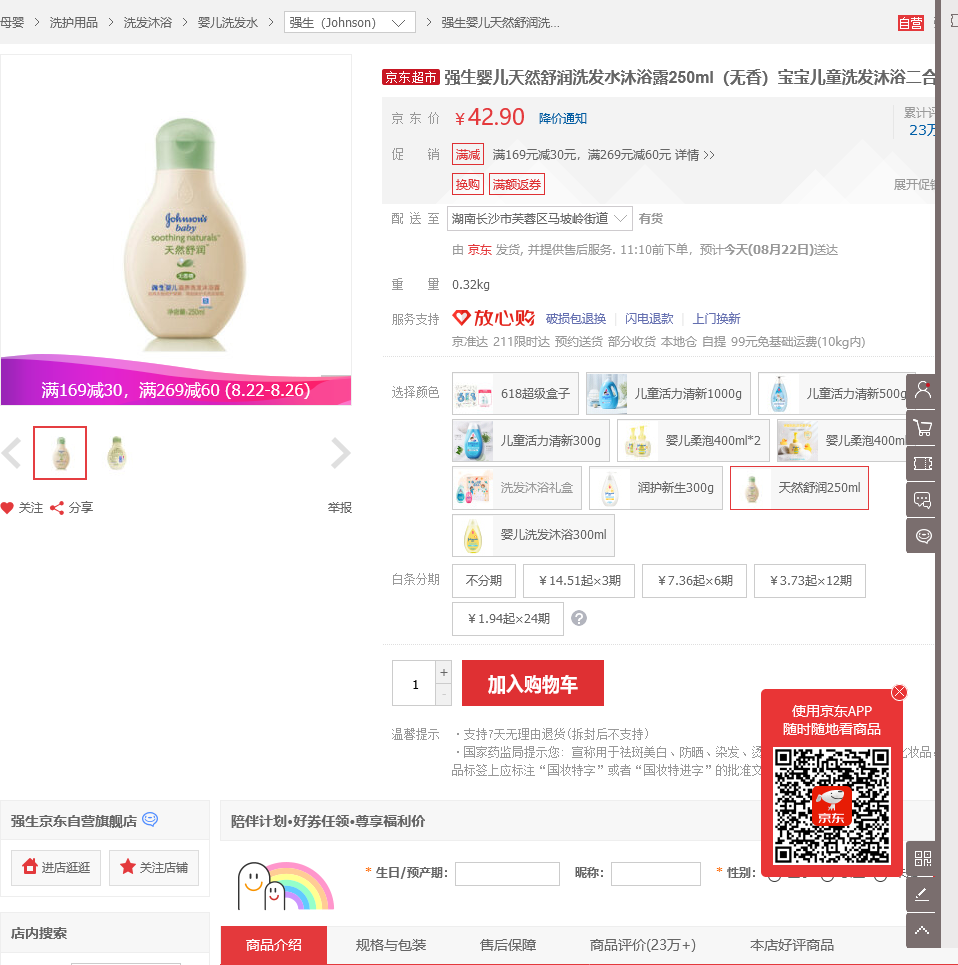 母婴 > 洗护用品 > 洗发沐浴 > 婴儿洗发水 > 强生（Johnson） > 强生婴儿天然舒润洗...
自营
京东超市 强生婴儿天然舒润洗发水沐浴露250ml（无香）宝宝儿童洗发沐浴二合
京东价 ￥42.90 降价通知
累计评
23万
促销 满减 满169元减30元，满269元减60元 详情 >>
换购 满额返券
展开促销
配送至 湖南长沙市芙蓉区马坡岭街道 有货
由 京东 发货, 并提供售后服务. 11:10前下单，预计今天(08月22日)送达
重量 0.32kg
服务支持 放心购 破损包退换 闪电退款 上门换新
京准达 211限时达 预约送货 部分收货 本地仓 自提 99元免基础运费(10kg内)
Johnson's
baby
soothing naturals™
天然舒润™
净含量:250ml
满169减30，满269减60 (8.22-8.26)
关注 分享 举报
选择颜色 618超级盒子 儿童活力清新1000g 儿童活力清新500g
儿童活力清新300g 婴儿柔泡400ml*2 婴儿柔泡400ml
洗发沐浴礼盒 润护新生300g 天然舒润250ml
婴儿洗发沐浴300ml
白条分期 不分期 ￥14.51起×3期 ￥7.36起×6期 ￥3.73起×12期
￥1.94起×24期 ?
1 + - 加入购物车
温馨提示 ·支持7天无理由退货(拆封后不支持)
·国家药监局提示您：宣称用于祛斑美白、防晒、染发、烫 化妆品
品标签上应标注“国妆特字”或者“国妆特进字”的批准文
使用京东APP
随时随地看商品
京东
强生京东自营旗舰店
进店逛逛 关注店铺
店内搜索
陪伴计划•好券任领•尊享福利价
* 生日/预产期： 昵称： * 性别：
商品介绍 规格与包装 售后保障 商品评价(23万+) 本店好评商品